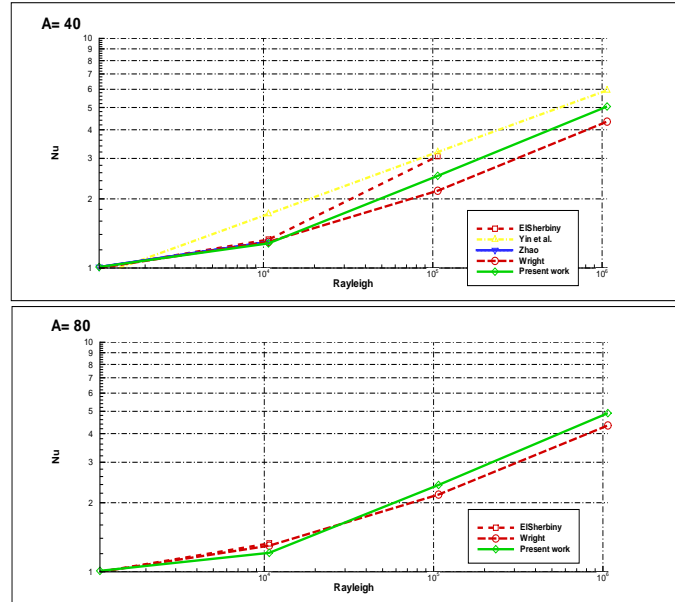 A= 40
10
9
8
7
6
5
4
3
2
1
Nu
10⁴
10⁵
10⁶
Rayleigh
ElSherbiny
Yin et al.
Zhao
Wright
Present work
A= 80
10
9
8
7
6
5
4
3
2
1
Nu
10⁴
10⁵
10⁶
Rayleigh
ElSherbiny
Wright
Present work